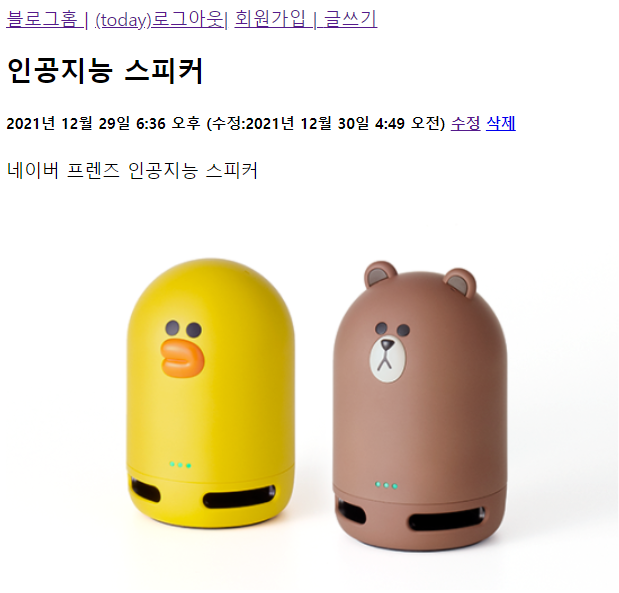 블로그홈 | (today)로그아웃| 회원가입 | 글쓰기
인공지능 스피커
2021년 12월 29일 6:36 오후 (수정:2021년 12월 30일 4:49 오전) 수정 삭제
네이버 프렌즈 인공지능 스피커